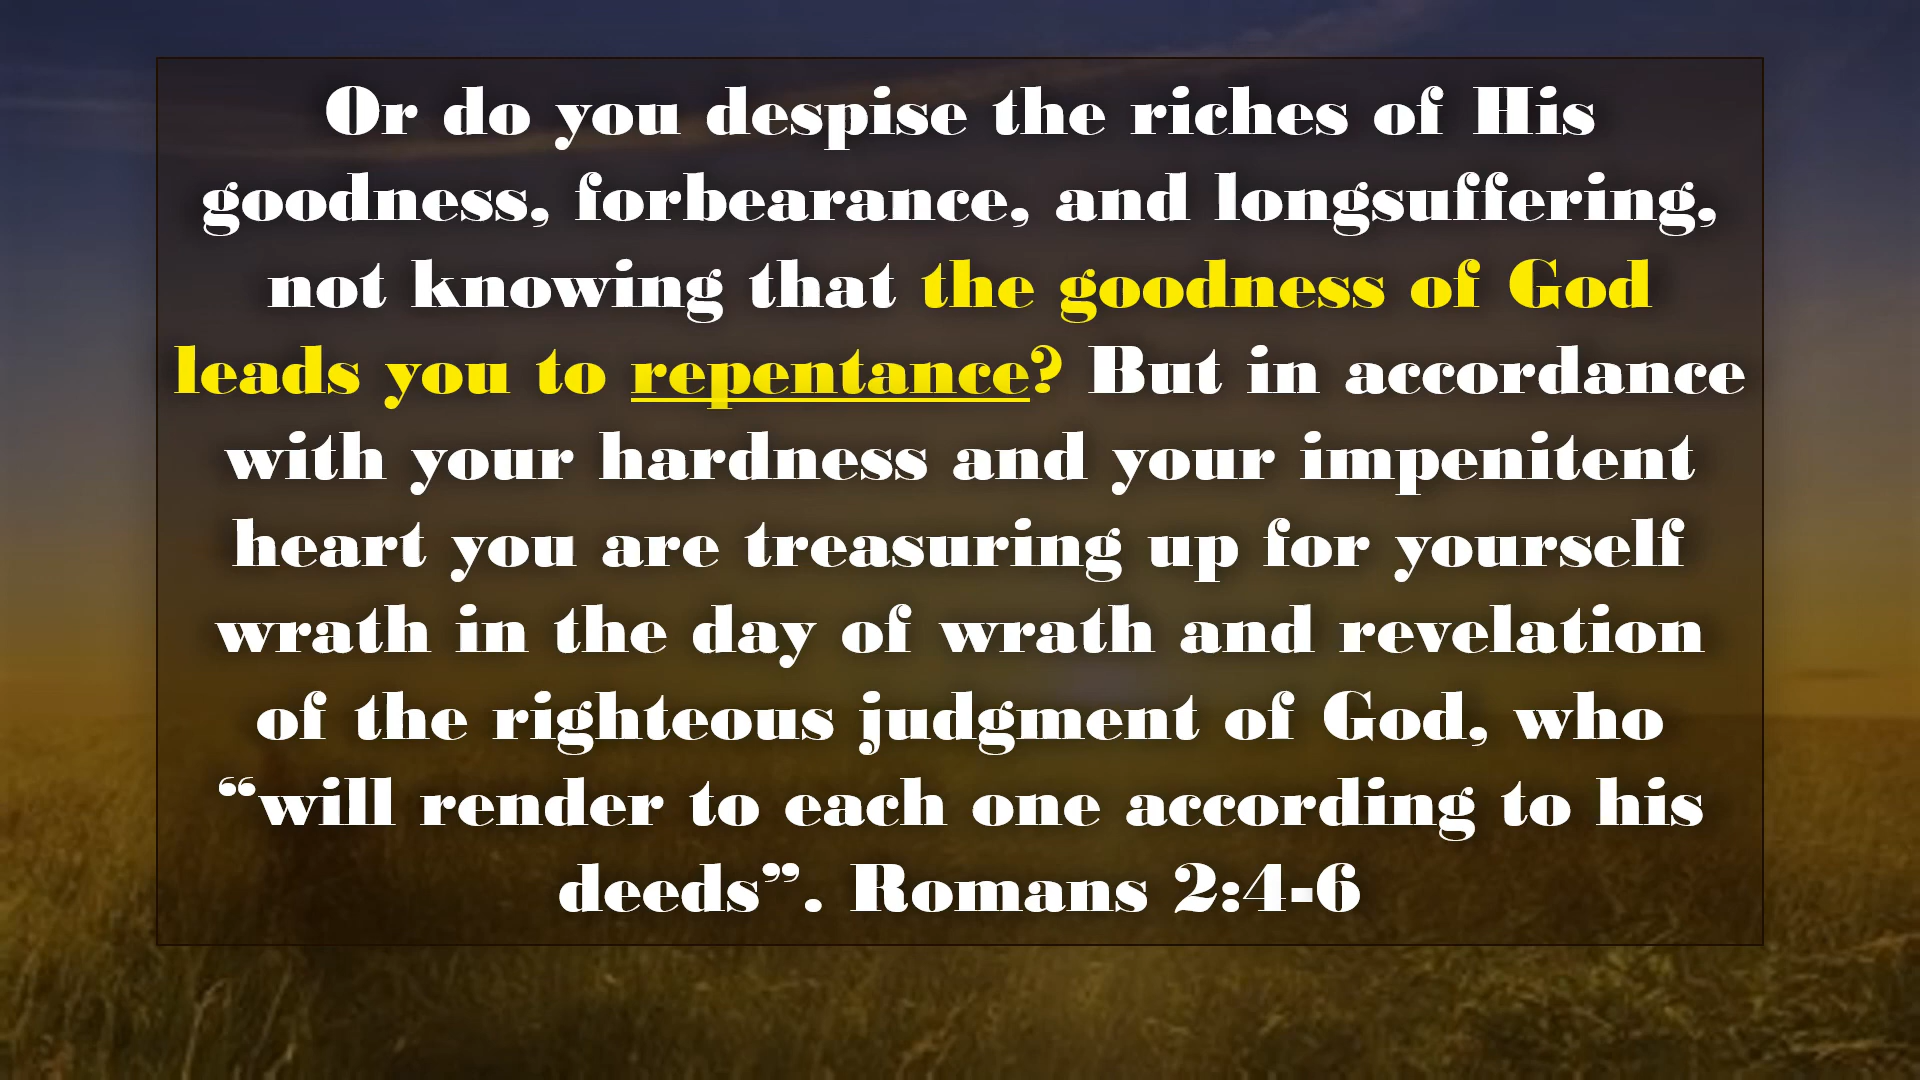 Or do you despise the riches of His
goodness, forbearance, and longsuffering,
not knowing that the goodness of God
leads you to repentance? But in accordance
with your hardness and your impenitent
heart you are treasuring up for yourself
wrath in the day of wrath and revelation
of the righteous judgment of God, who
“will render to each one according to his
deeds”. Romans 2:4-6